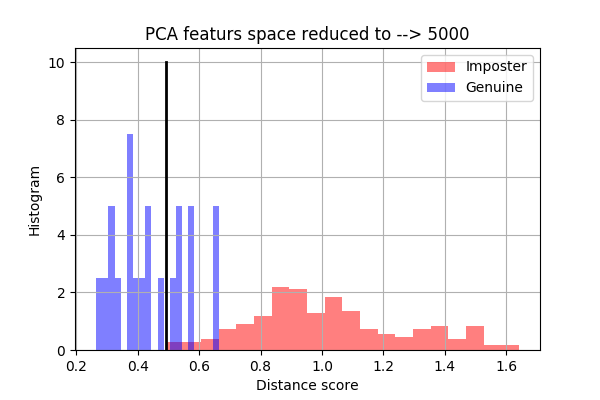 PCA featurs space reduced to --> 5000
Imposter
Genuine
Histogram
10
8
6
4
2
0
0.2 0.4 0.6 0.8 1.0 1.2 1.4 1.6
Distance score